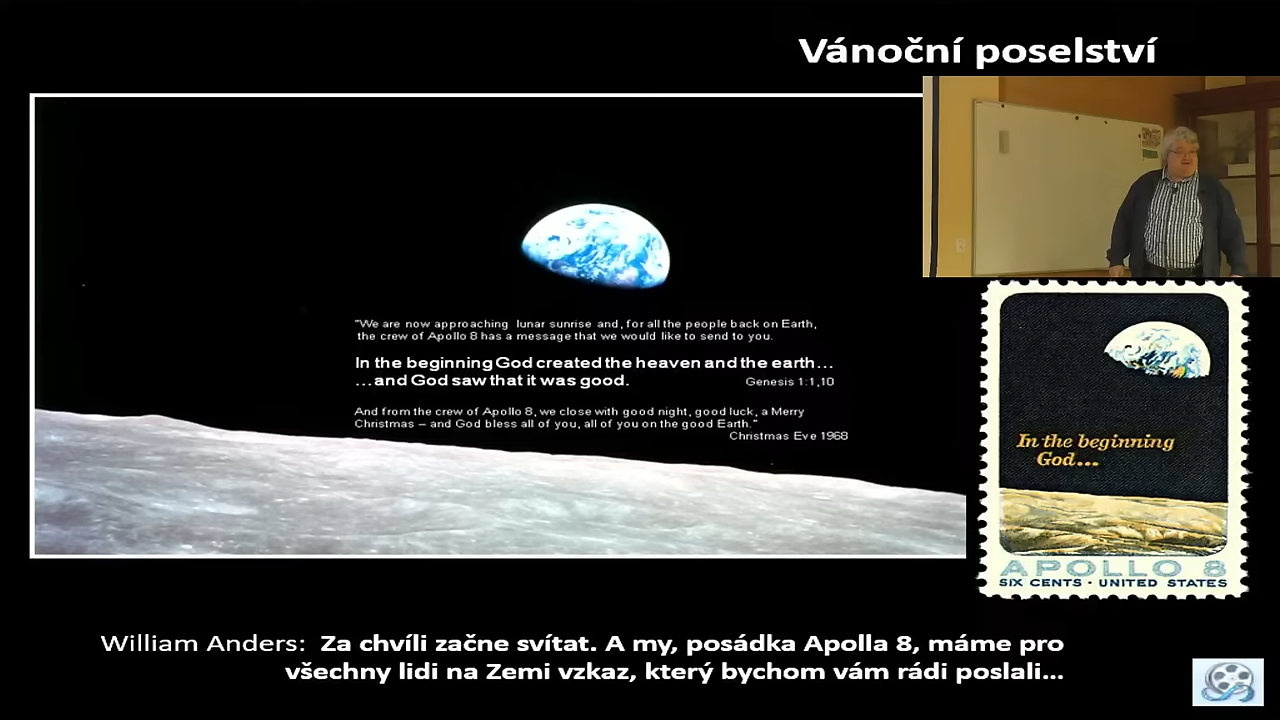 Vánoční poselství
"We are now approaching lunar sunrise and, for all the people back on Earth,
the crew of Apollo 8 has a message that we would like to send to you.
In the beginning God created the heaven and the earth...
...and God saw that it was good.
Genesis 1:1,10
And from the crew of Apollo 8, we close with good night, good luck, a Merry
Christmas – and God bless all of you, all of you on the good Earth."
Christmas Eve 1968
In the beginning
God...
APOLLO 8
SIX CENTS · UNITED STATES
William Anders: Za chvíli začne svítat. A my, posádka Apolla 8, máme pro
všechny lidi na Zemi vzkaz, který bychom vám rádi poslali...